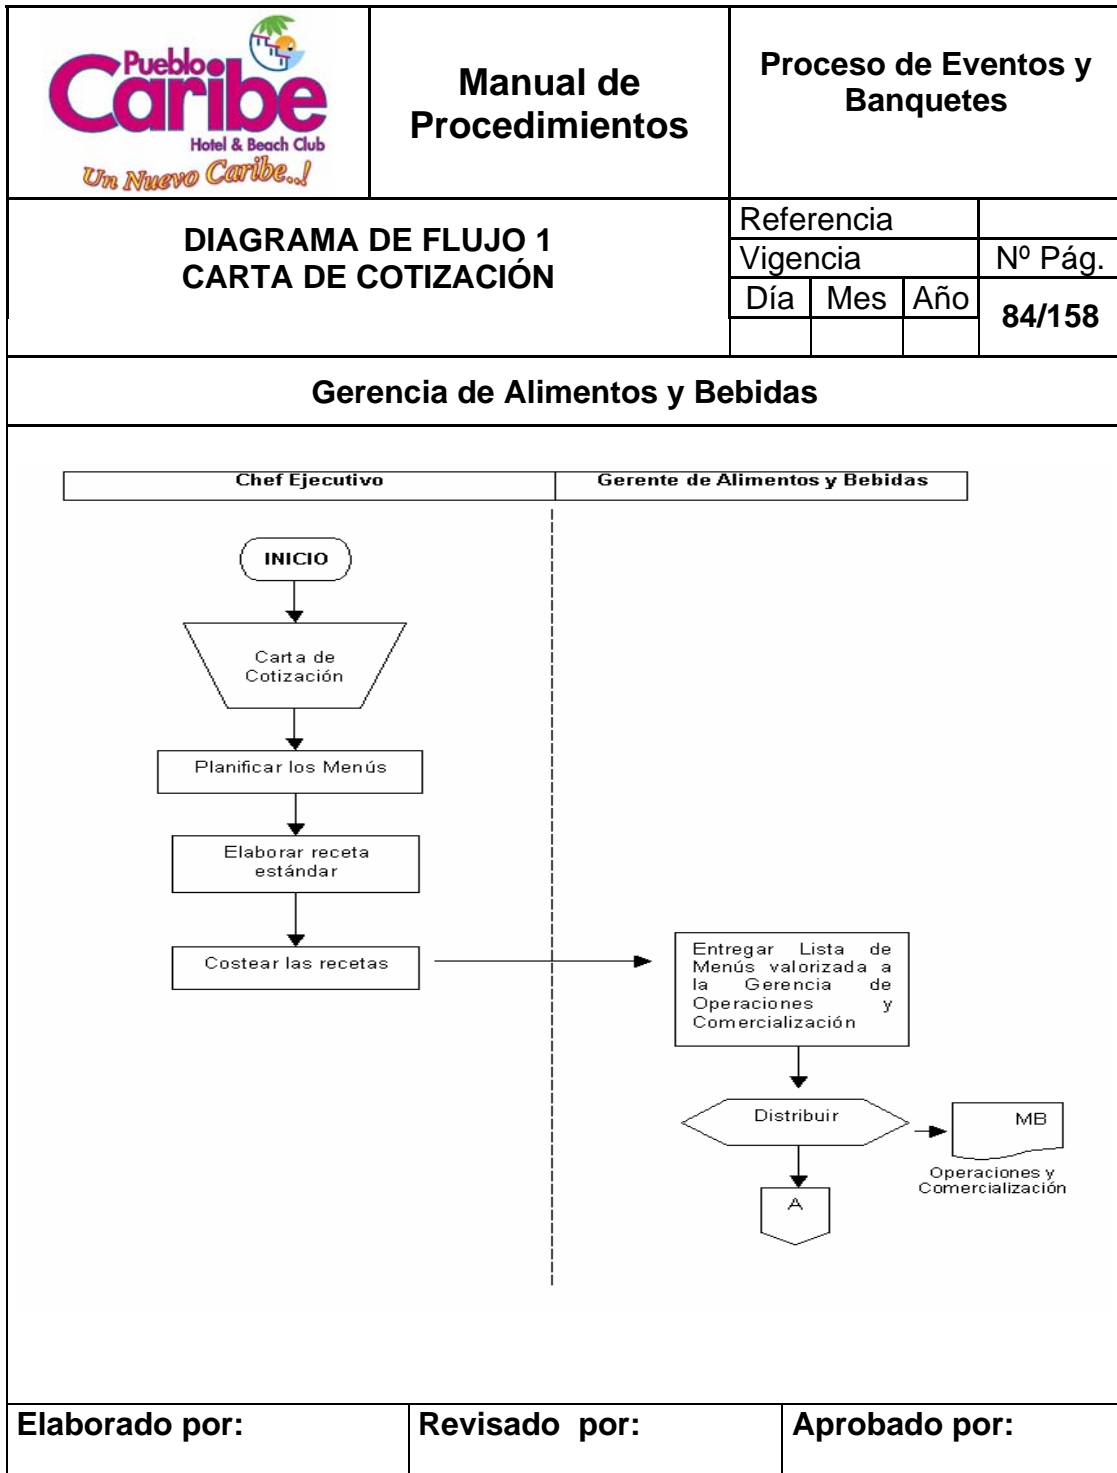 Pueblo
Caribe
Hotel & Beach Club
Un Nuevo Caribe..!
Manual de
Procedimientos
Proceso de Eventos y
Banquetes
DIAGRAMA DE FLUJO 1
CARTA DE COTIZACIÓN
Referencia
Vigencia
Nº Pág.
Día
Mes
Año
84/158
Gerencia de Alimentos y Bebidas
Chef Ejecutivo
Gerente de Alimentos y Bebidas
INICIO
Carta de
Cotización
Planificar los Menús
Elaborar receta
estándar
Costear las recetas
Entregar Lista de
Menús valorizada a
la Gerencia de
Operaciones y
Comercialización
Distribuir
MB
Operaciones y
Comercialización
A
Elaborado por:
Revisado por:
Aprobado por: